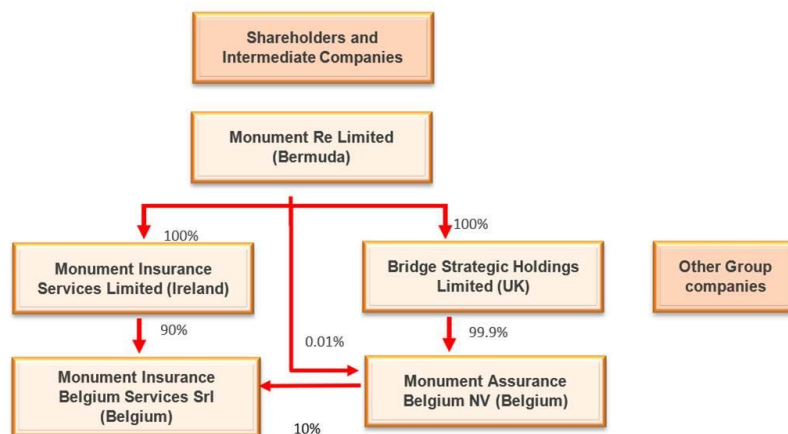 Shareholders and
Intermediate Companies
Monument Re Limited
(Bermuda)
100%
100%
Monument Insurance
Services Limited (Ireland)
Bridge Strategic Holdings
Limited (UK)
Other Group
companies
90%
0.01%
99.9%
Monument Insurance
Belgium Services Srl
(Belgium)
Monument Assurance
Belgium NV (Belgium)
10%